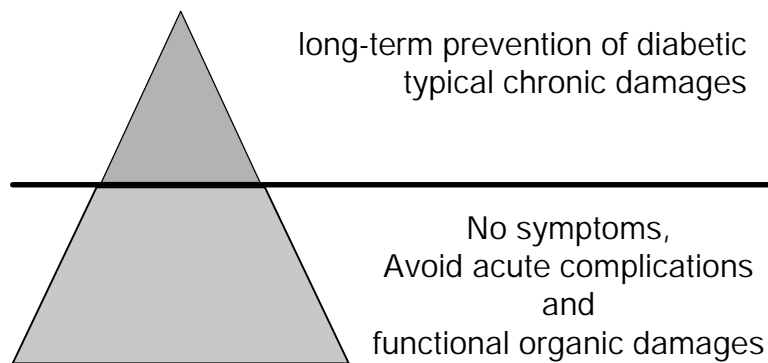 long-term prevention of diabetic
typical chronic damages
No symptoms,
Avoid acute complications
and
functional organic damages